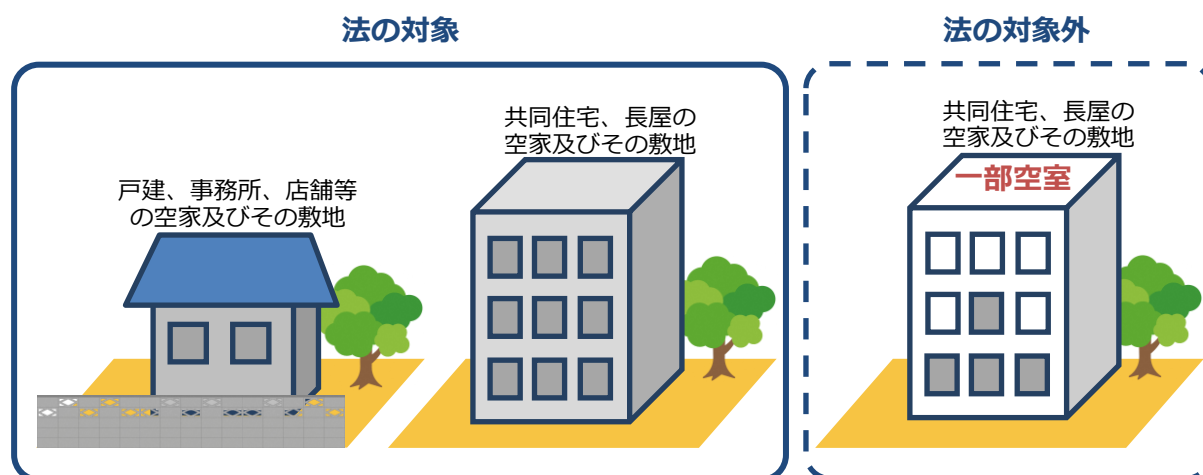 法の対象
戸建、事務所、店舗等
の空家及びその敷地
共同住宅、長屋の
空家及びその敷地
法の対象外
共同住宅、長屋の
空家及びその敷地
一部空室